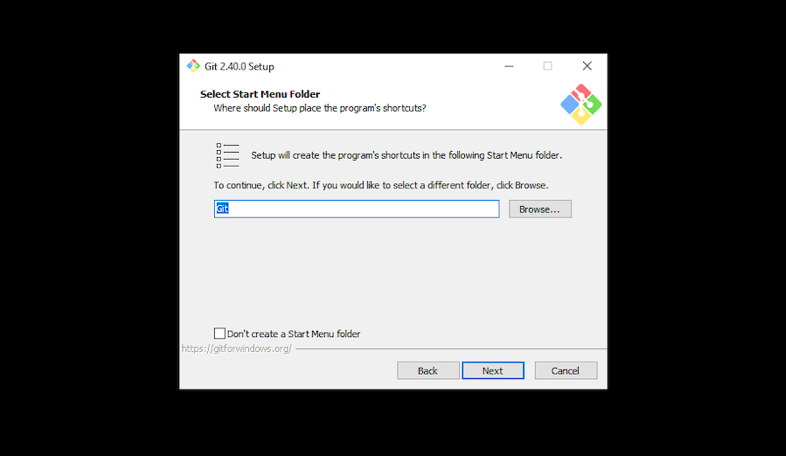 Git 2.40.0 Setup
Select Start Menu Folder
Where should Setup place the program's shortcuts?
Setup will create the program's shortcuts in the following Start Menu folder.
To continue, click Next. If you would like to select a different folder, click Browse.
Git
Browse...
Don't create a Start Menu folder
https://gitforwindows.org/
Back
Next
Cancel